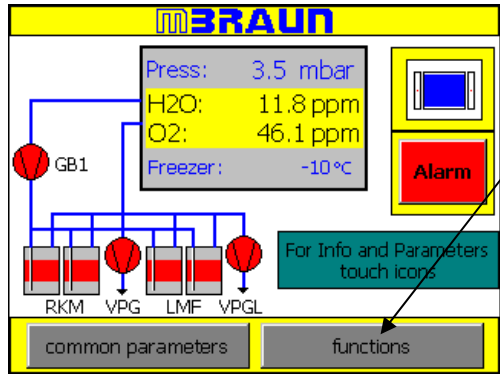 mBRAUN
Press: 3.5 mbar
H2O: 11.8 ppm
O2: 46.1 ppm
Freezer: -10 °C
GB1
Alarm
For Info and Parameters
touch icons
RKM VPG LMF VPGL
common parameters functions